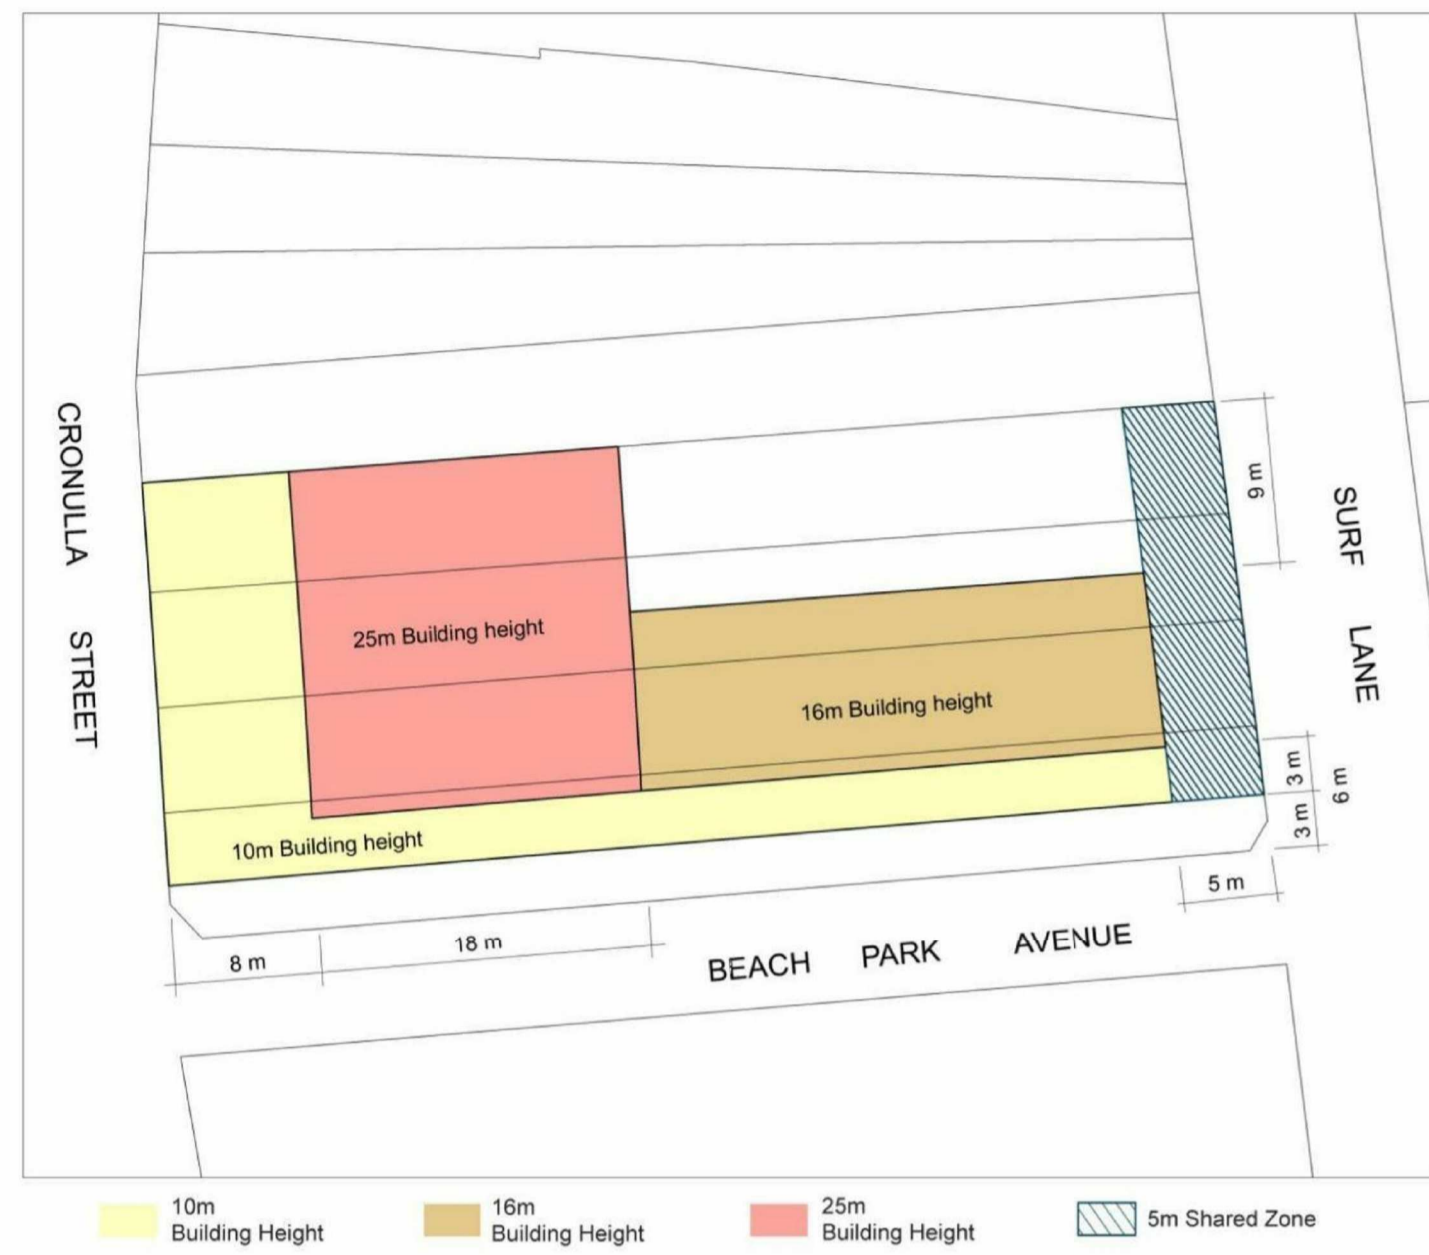 CRONULLA STREET
SURF LANE
9 m
25m Building height
16m Building height
3 m
6 m
3 m
10m Building height
5 m
8 m
18 m
BEACH PARK AVENUE
10m
Building Height
16m
Building Height
25m
Building Height
5m Shared Zone